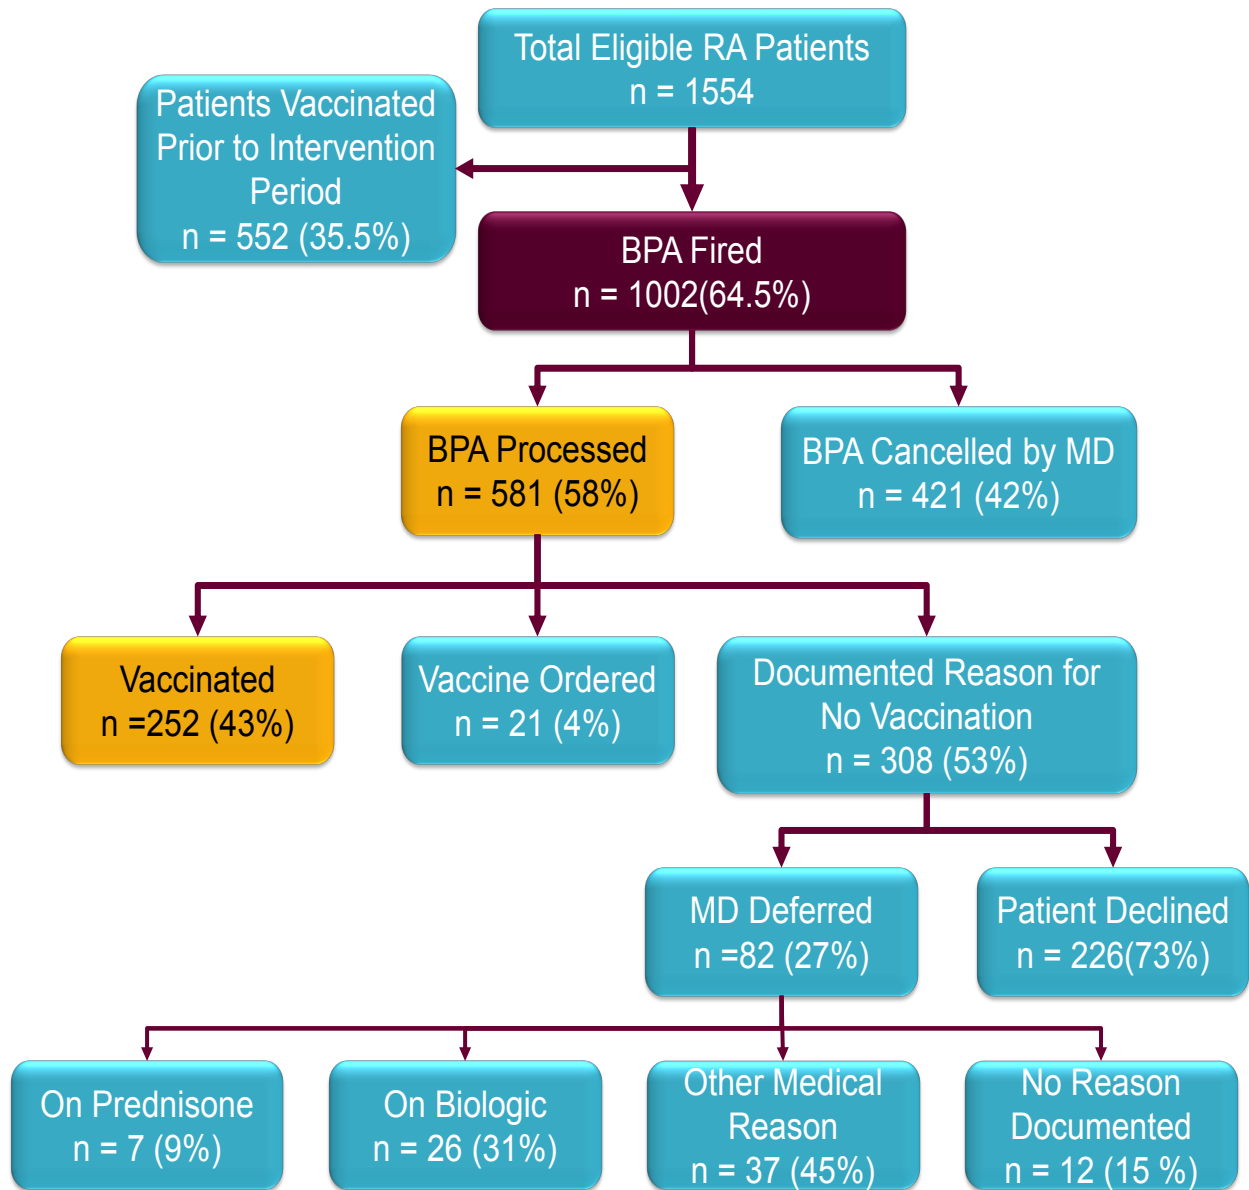 Total Eligible RA Patients
n = 1554
Patients Vaccinated
Prior to Intervention
Period
n = 552 (35.5%)
BPA Fired
n = 1002(64.5%)
BPA Processed
n = 581 (58%)
BPA Cancelled by MD
n = 421 (42%)
Vaccinated
n =252 (43%)
Vaccine Ordered
n = 21 (4%)
Documented Reason for
No Vaccination
n = 308 (53%)
MD Deferred
n =82 (27%)
Patient Declined
n = 226(73%)
On Prednisone
n = 7 (9%)
On Biologic
n = 26 (31%)
Other Medical
Reason
n = 37 (45%)
No Reason
Documented
n = 12 (15 %)